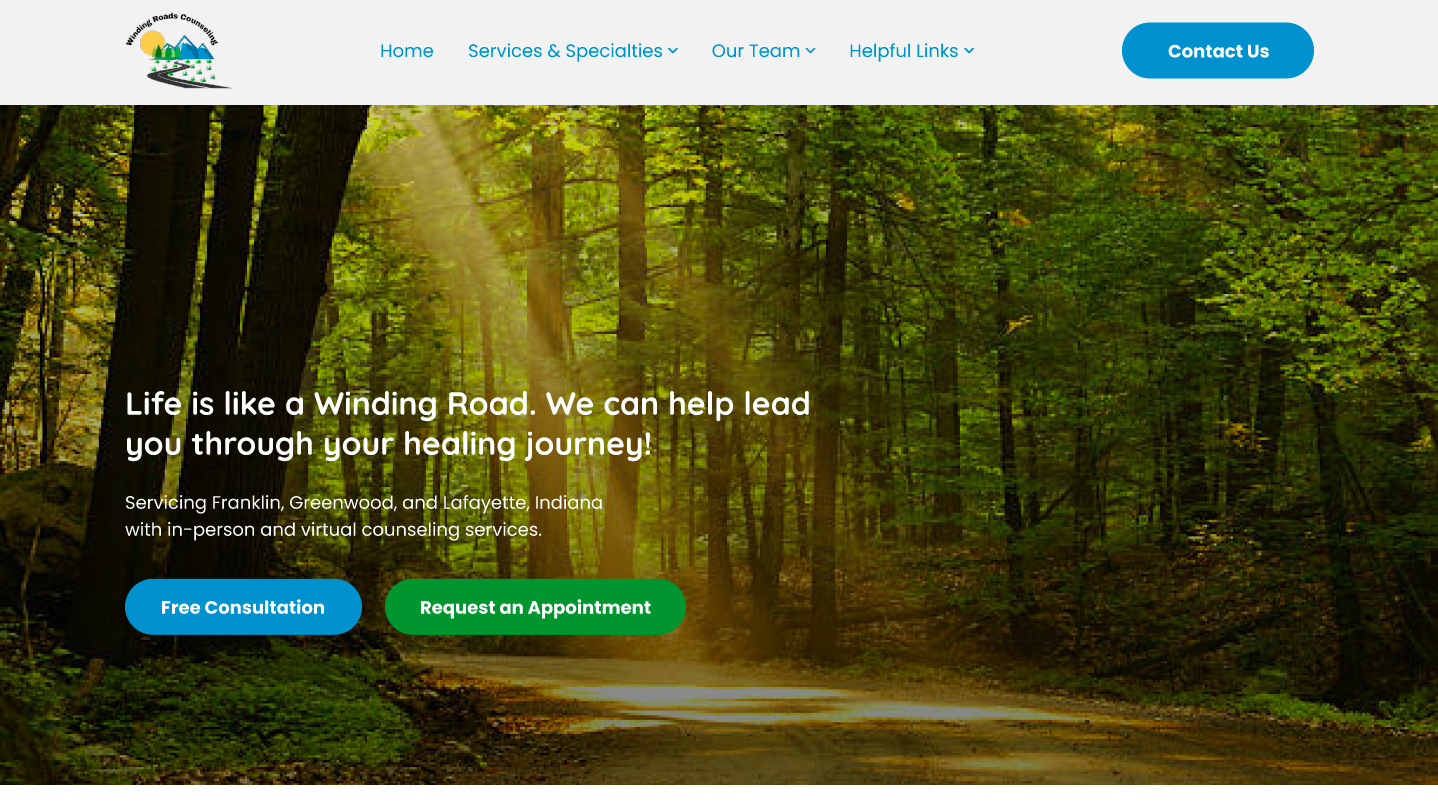 Winding Roads Counseling
Home
Services & Specialties
Our Team
Helpful Links
Contact Us
Life is like a Winding Road. We can help lead
you through your healing journey!
Servicing Franklin, Greenwood, and Lafayette, Indiana
with in-person and virtual counseling services.
Free Consultation
Request an Appointment